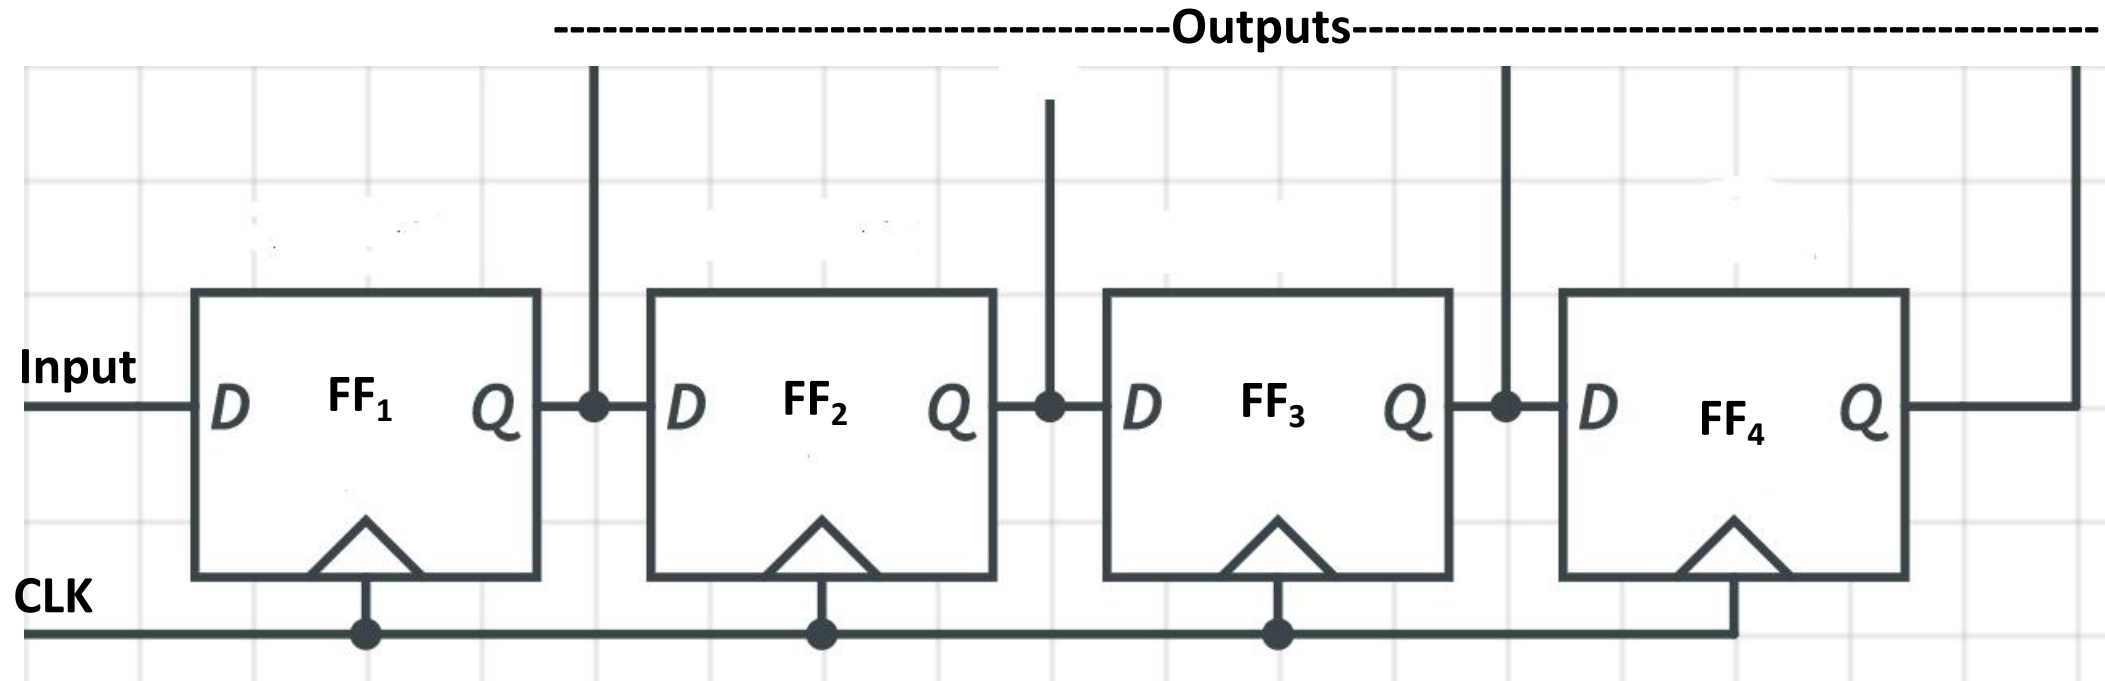 ------------------------------------Outputs-------------------------------------------
Input
D FF₁ Q D FF₂ Q D FF₃ Q D FF₄ Q
CLK